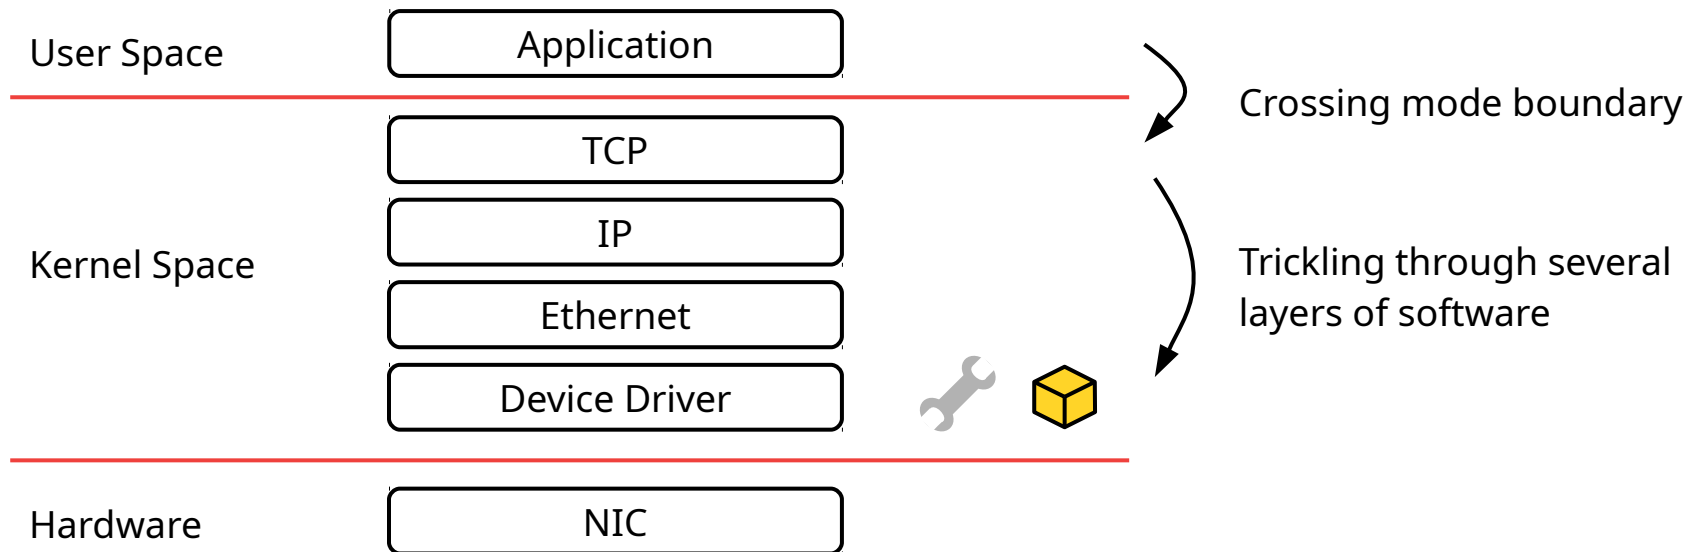 User Space
Application
Crossing mode boundary
TCP
IP
Kernel Space
Trickling through several
layers of software
Ethernet
Device Driver
Hardware
NIC